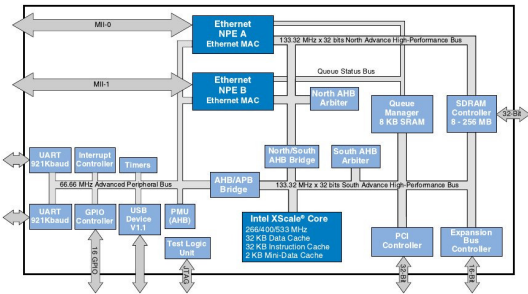 MII-0
Ethernet
NPE A
Ethernet MAC
133.32 MHz x 32 bits North Advance High-Performance Bus
MII-1
Ethernet
NPE B
Ethernet MAC
Queue Status Bus
North AHB
Arbiter
Queue
Manager
8 KB SRAM
SDRAM
Controller
8 - 256 MB
32-Bit
UART
921Kbaud
Interrupt
Controller
Timers
North/South
AHB Bridge
South AHB
Arbiter
66.66 MHz Advanced Peripheral Bus
AHB/APB
Bridge
133.32 MHz x 32 bits South Advance High-Performance Bus
UART
921Kbaud
GPIO
Controller
USB
Device
V1.1
PMU
(AHB)
Test Logic
Unit
Intel XScale® Core
266/400/533 MHz
32 KB Data Cache
32 KB Instruction Cache
2 KB Mini-Data Cache
PCI
Controller
Expansion
Bus
Controller
16 GPIO
JTAG
32-Bit
16-Bit